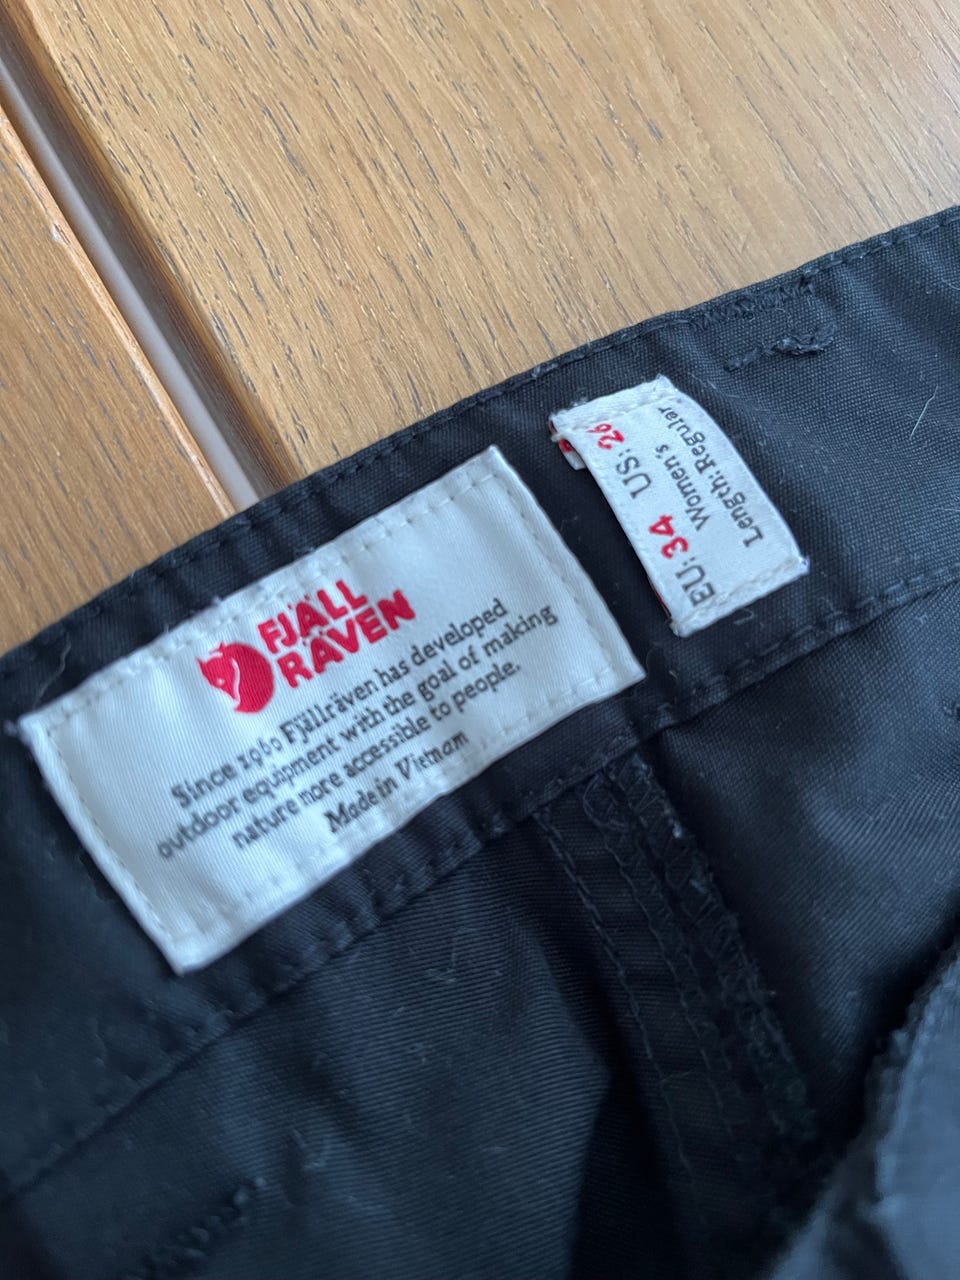 FJÄLL
RÄVEN
Since 1960 Fjällräven has developed
outdoor equipment with the goal of making
nature more accessible to people.
Made in Vietnam
EU: 34 US: 26
Women's
Length: Regular